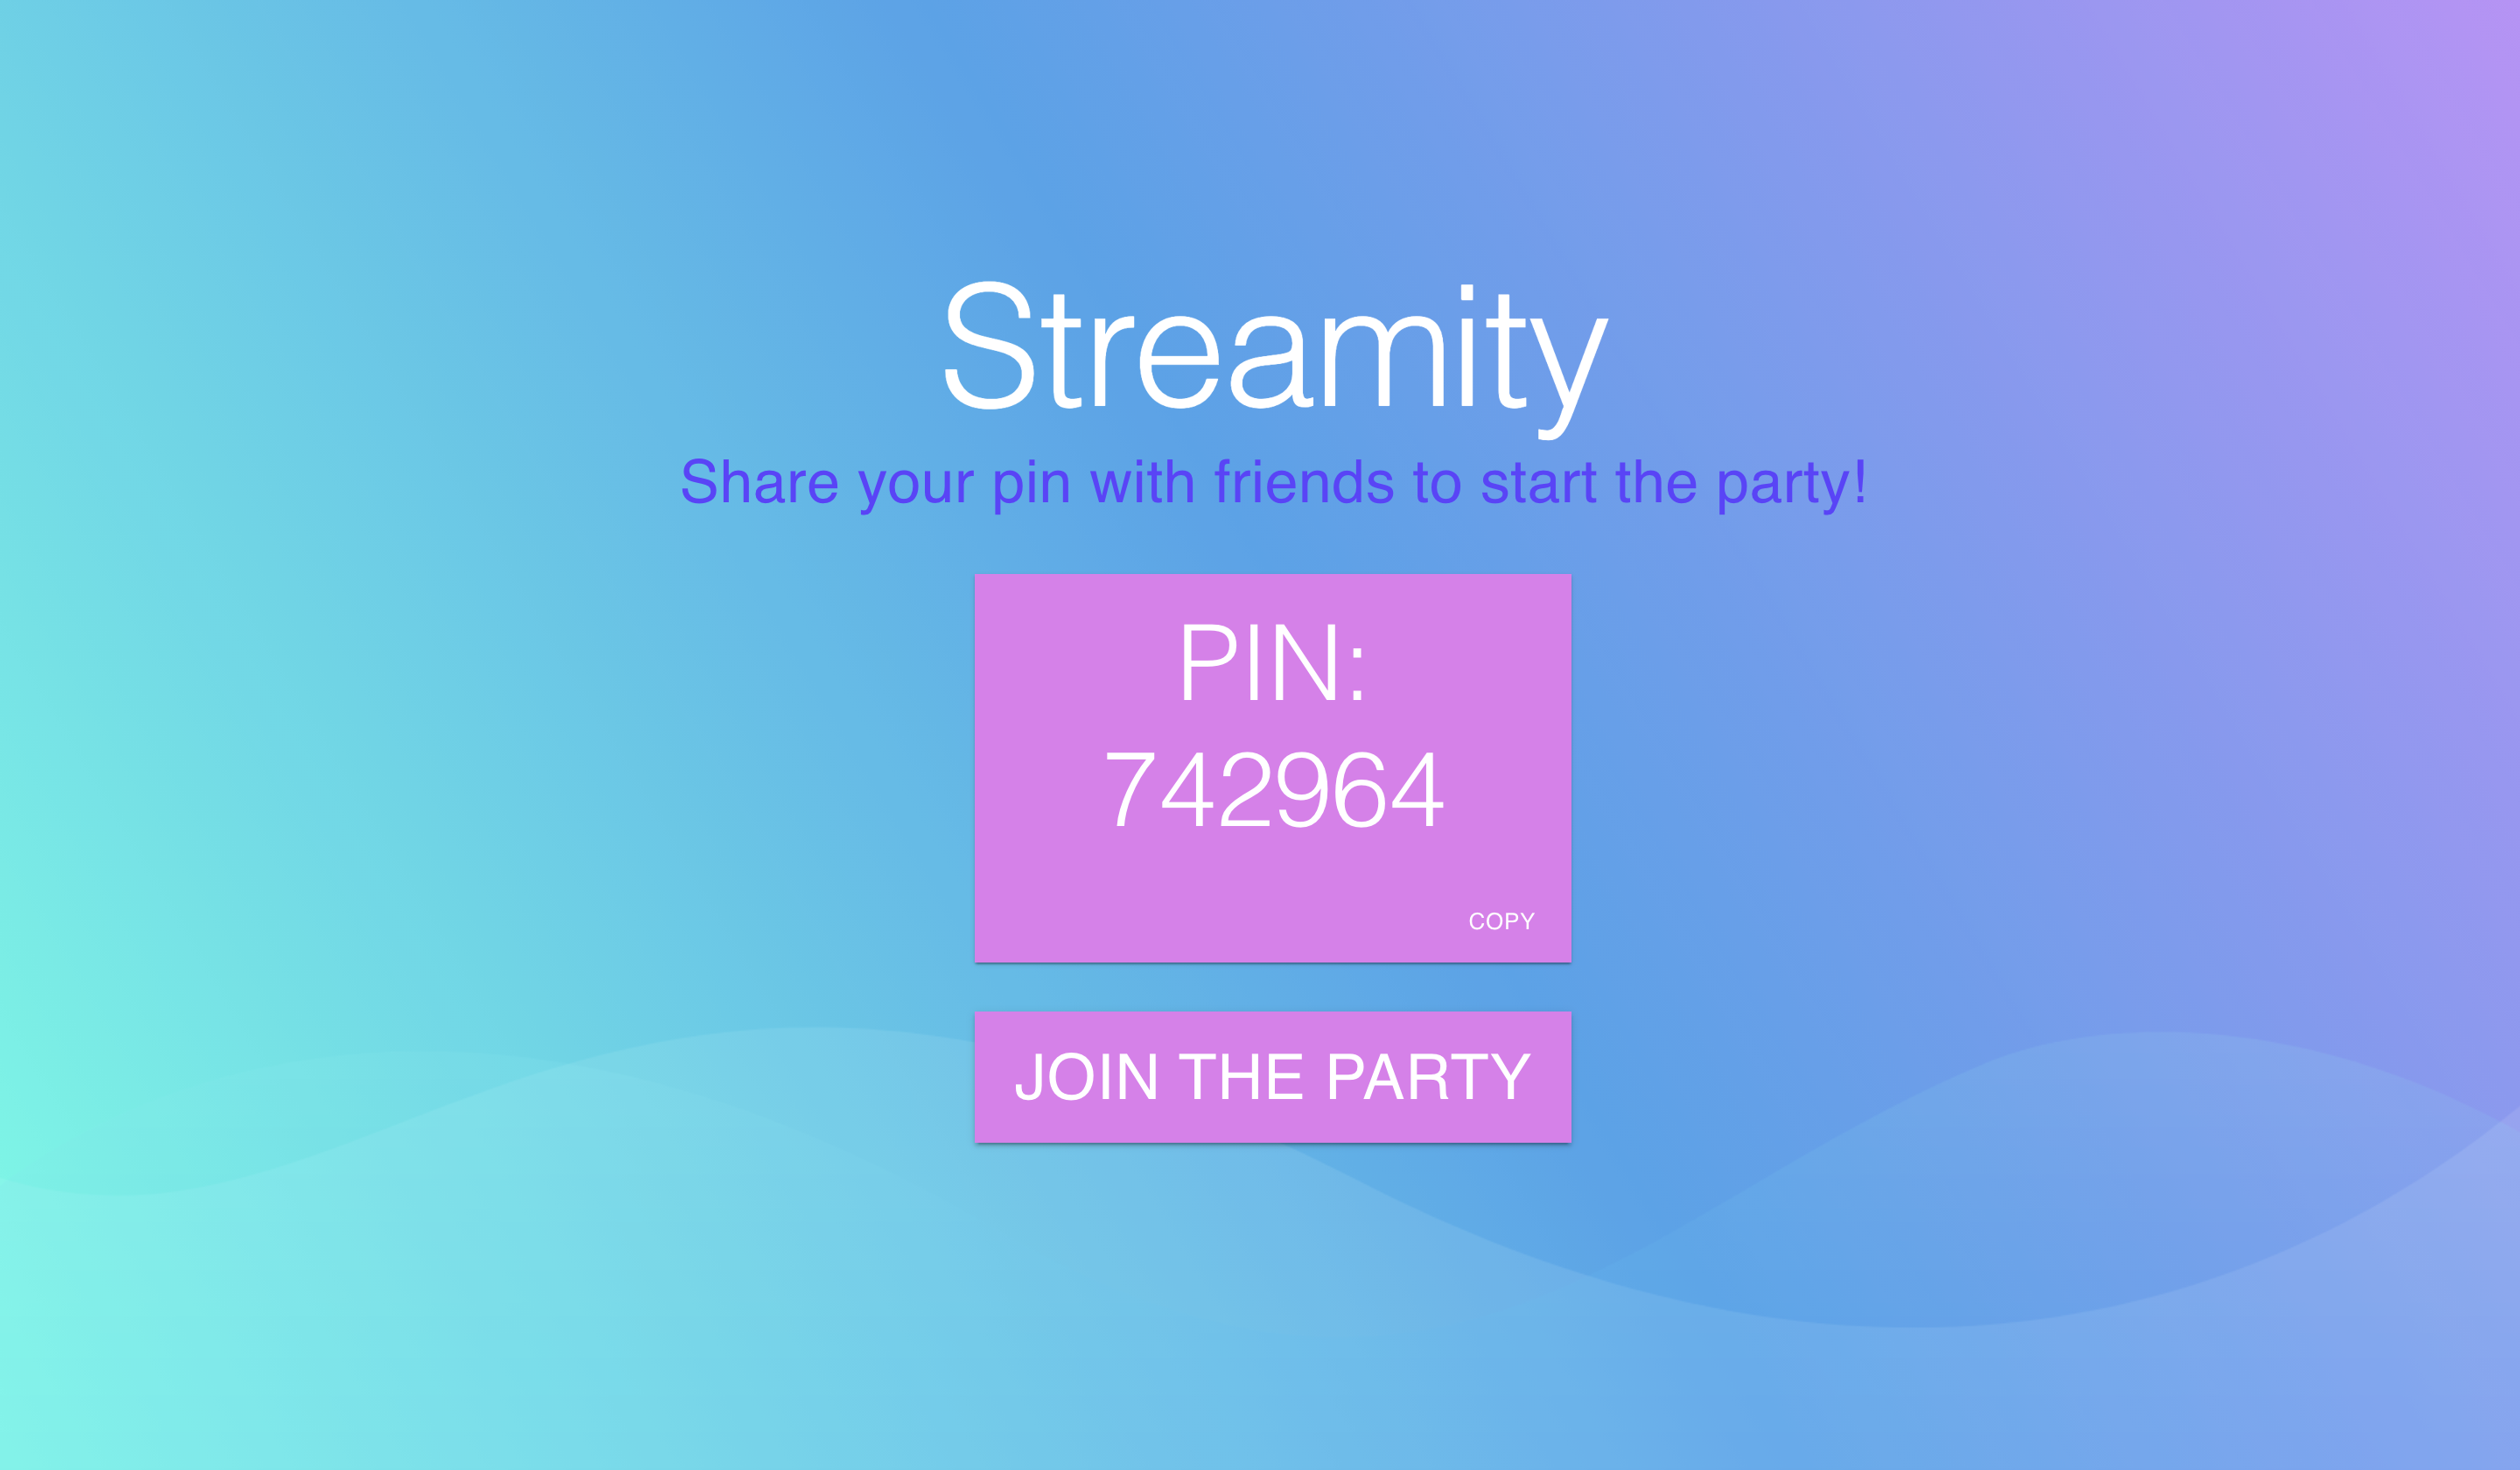 Streamity
Share your pin with friends to start the party!
PIN:
742964
COPY
JOIN THE PARTY